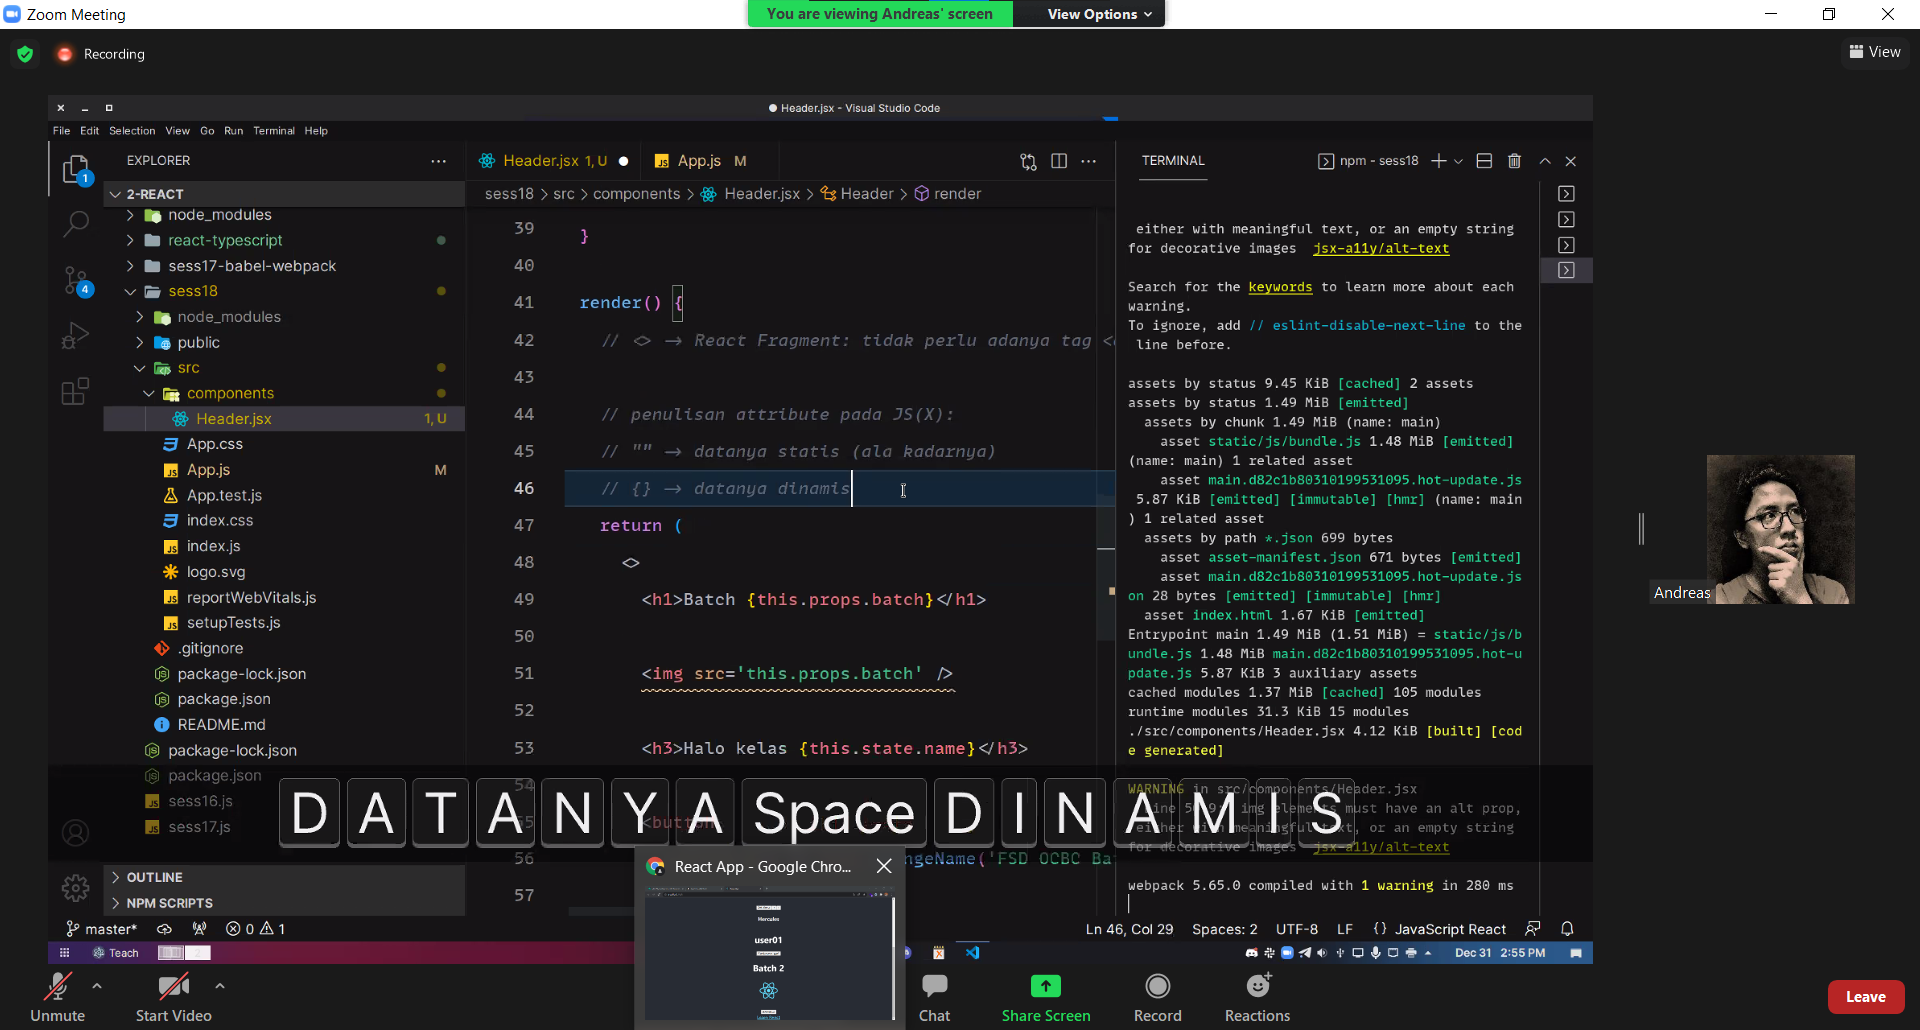 Zoom Meeting
You are viewing Andreas' screen
View Options
Recording
View
Header.jsx - Visual Studio Code
File Edit Selection View Go Run Terminal Help
EXPLORER
2-REACT
node_modules
react-typescript
sess17-babel-webpack
sess18
node_modules
public
src
components
Header.jsx 1, U
App.css
App.js M
App.test.js
index.css
index.js
logo.svg
reportWebVitals.js
setupTests.js
.gitignore
package-lock.json
package.json
README.md
package-lock.json
package.json
sess16.js
sess17.js
OUTLINE
NPM SCRIPTS
1
4
Header.jsx 1, U
App.js M
sess18 > src > components > Header.jsx > Header > render
39 }
40
41 render() {
42 // <> → React Fragment: tidak perlu adanya tag <
43
44 // penulisan attribute pada JS(X):
45 // "" → datanya statis (ala kadarnya)
46 // {} → datanya dinamis
47 return (
48 <>
49 <h1>Batch {this.props.batch}</h1>
50
51 <img src='this.props.batch' />
52
53 <h3>Halo kelas {this.state.name}</h3>
54
<button
56 ngeName('FSD OCBC Ba
57
D A T A N Y A Space D I N A M I S
TERMINAL
npm - sess18
either with meaningful text, or an empty string
for decorative images jsx-a11y/alt-text
Search for the keywords to learn more about each
warning.
To ignore, add // eslint-disable-next-line to the
line before.
assets by status 9.45 KiB [cached] 2 assets
assets by status 1.49 MiB [emitted]
assets by chunk 1.49 MiB (name: main)
asset static/js/bundle.js 1.48 MiB [emitted]
(name: main) 1 related asset
asset main.d82c1b80310199531095.hot-update.js
5.87 KiB [emitted] [immutable] [hmr] (name: main
) 1 related asset
assets by path *.json 699 bytes
asset asset-manifest.json 671 bytes [emitted]
asset main.d82c1b80310199531095.hot-update.js
on 28 bytes [emitted] [immutable] [hmr]
asset index.html 1.67 KiB [emitted]
Entrypoint main 1.49 MiB (1.51 MiB) = static/js/b
undle.js 1.48 MiB main.d82c1b80310199531095.hot-u
pdate.js 5.87 KiB 3 auxiliary assets
cached modules 1.37 MiB [cached] 105 modules
runtime modules 31.3 KiB 15 modules
./src/components/Header.jsx 4.12 KiB [built] [cod
e generated]
WARNING in src/components/Header.jsx
img elements must have an alt prop,
either with meaningful text, or an empty string
for decorative images jsx-a11y/alt-text
webpack 5.65.0 compiled with 1 warning in 280 ms
Andreas
React App - Google Chro...
Hercules
user01
Batch 2
master* 0 1
Ln 46, Col 29 Spaces: 2 UTF-8 LF {} JavaScript React
Teach
Dec 31 2:55 PM
Unmute
Start Video
Chat
Share Screen
Record
Reactions
Leave